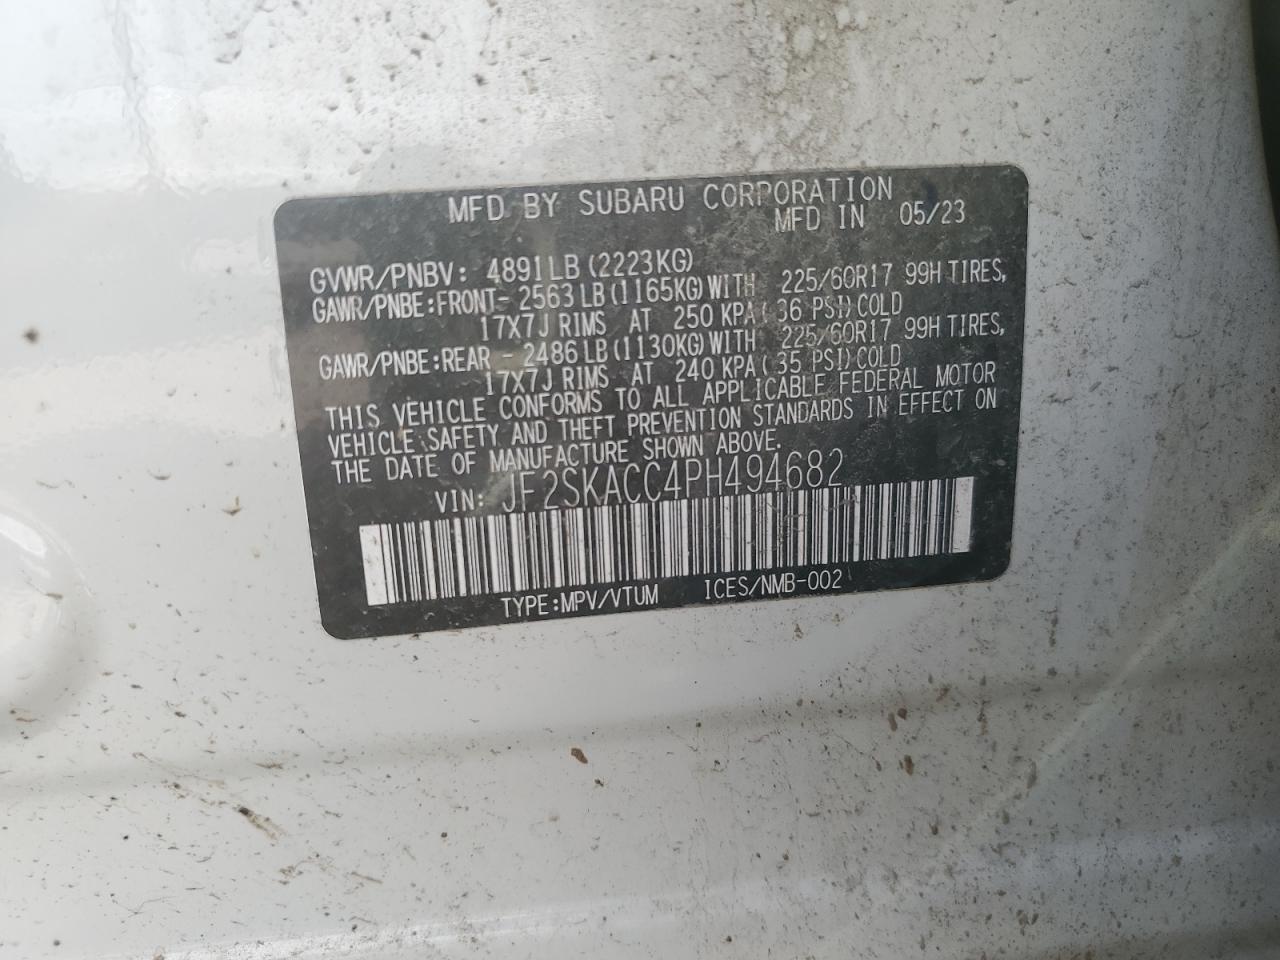 MFD BY SUBARU CORPORATION
MFD IN 05/23
GVWR/PNBV: 4891LB(2223KG)
GAWR/PNBE:FRONT- 2563LB(1165KG)WITH 225/60R17 99H TIRES,
17X7J RIMS AT 250 KPA( 36 PSI)COLD
GAWR/PNBE:REAR - 2486LB(1130KG)WITH 225/60R17 99H TIRES,
17X7J RIMS AT 240 KPA( 35 PSI)COLD
THIS VEHICLE CONFORMS TO ALL APPLICABLE FEDERAL MOTOR
VEHICLE SAFETY AND THEFT PREVENTION STANDARDS IN EFFECT ON
THE DATE OF MANUFACTURE SHOWN ABOVE.
VIN: JF2SKACC4PH494682
TYPE:MPV/VTUM ICES/NMB-002